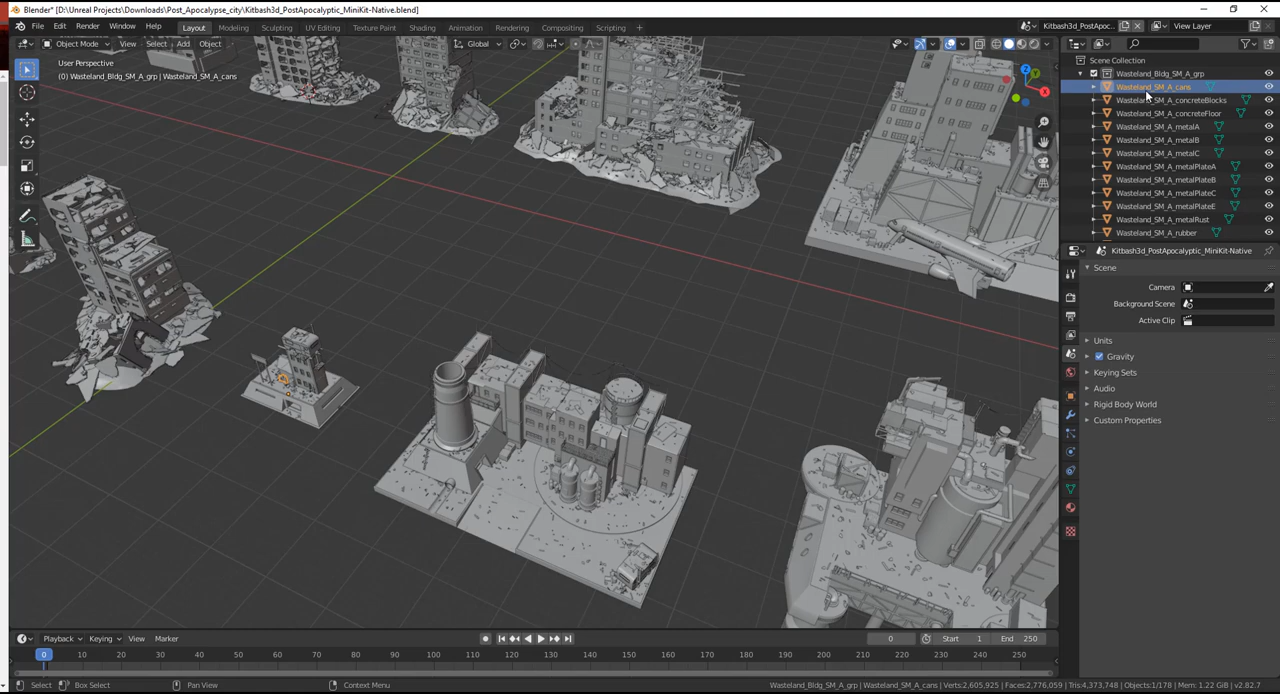 Blender* [D:\Unreal Projects\Downloads\Post_Apocalypse_city\Kitbash3d_PostApocalyptic_MiniKit-Native.blend]
File Edit Render Window Help Layout Modeling Sculpting UV Editing Texture Paint Shading Animation Rendering Compositing Scripting + Kitbash3d_PostApoc... View Layer
Object Mode View Select Add Object Global
User Perspective
(0) Wasteland_Bldg_SM_A_grp | Wasteland_SM_A_cans
Z
Y
X
Scene Collection
Wasteland_Bldg_SM_A_grp
Wasteland_SM_A_cans
Wasteland_SM_A_concreteBlocks
Wasteland_SM_A_concreteFloor
Wasteland_SM_A_metalA
Wasteland_SM_A_metalB
Wasteland_SM_A_metalC
Wasteland_SM_A_metalPlateA
Wasteland_SM_A_metalPlateB
Wasteland_SM_A_metalPlateC
Wasteland_SM_A_metalPlateE
Wasteland_SM_A_metalRust
Wasteland_SM_A_rubber
Kitbash3d_PostApocalyptic_MiniKit-Native
Scene
Camera
Background Scene
Active Clip
Units
Gravity
Keying Sets
Audio
Rigid Body World
Custom Properties
Playback Keying View Marker 0 Start 1 End 250
0 10 20 30 40 50 60 70 80 90 100 110 120 130 140 150 160 170 180 190 200 210 220 230 240 250
Select Box Select Pan View Context Menu Wasteland_Bldg_SM_A_grp | Wasteland_SM_A_cans | Verts:2,605,925 | Faces:2,776,059 | Tris:4,373,748 | Objects:1/178 | Mem: 1.22 GiB | v2.82.7